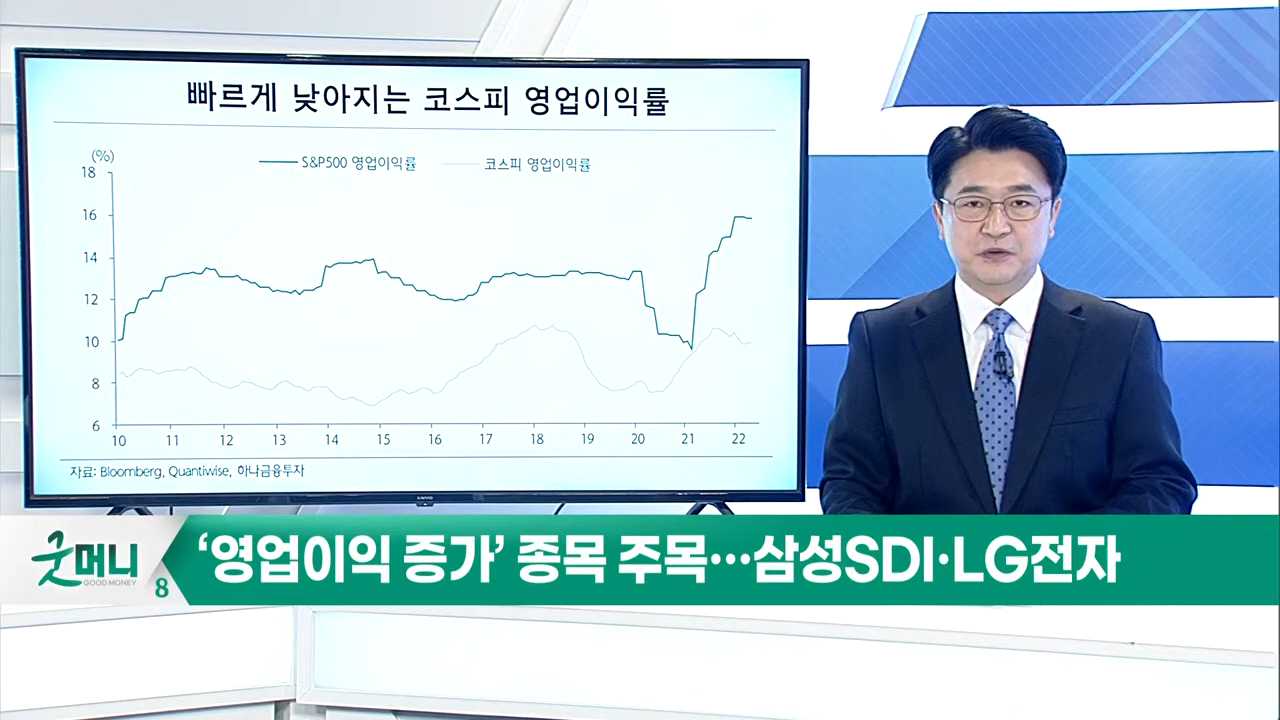 빠르게 낮아지는 코스피 영업이익률
(%)
S&P500 영업이익률 코스피 영업이익률
18
16
14
12
10
8
6
10 11 12 13 14 15 16 17 18 19 20 21 22
자료: Bloomberg, Quantiwise, 하나금융투자
굿머니
GOOD MONEY
8
‘영업이익 증가’ 종목 주목…삼성SDI·LG전자